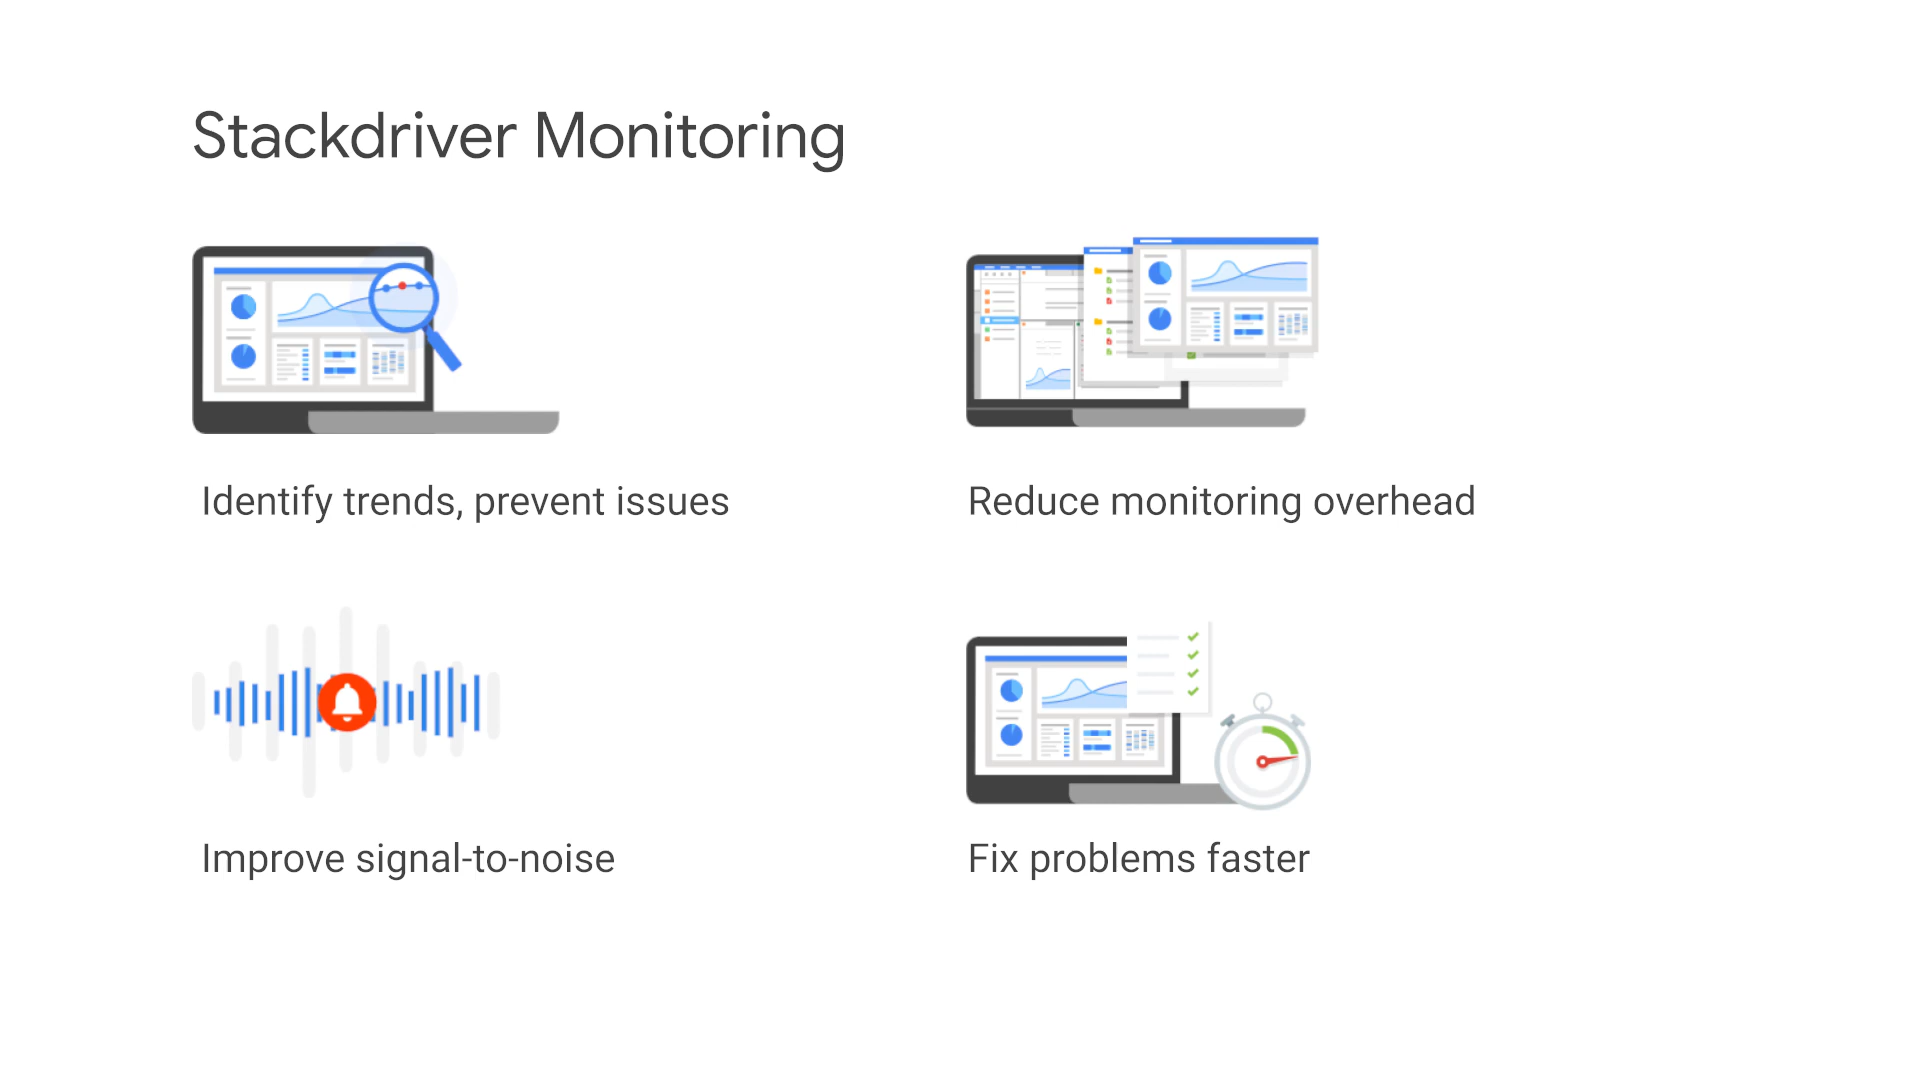 Stackdriver Monitoring
Identify trends, prevent issues
Reduce monitoring overhead
Improve signal-to-noise
Fix problems faster